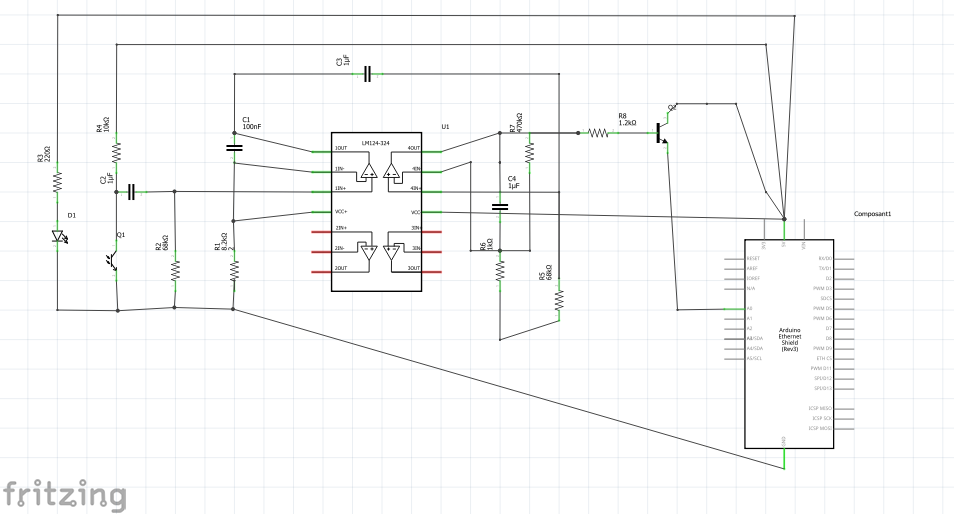 C3
1µF
C1
100nF
U1
LM124-324
R4
10kΩ
R3
220Ω
C2
1µF
D1
Q1
R2
68kΩ
R1
8.2kΩ
1OUT
1IN-
1IN+
VCC+
2IN+
2IN-
2OUT
4OUT
4IN-
4IN+
VCC
3IN+
3IN-
3OUT
R7
470kΩ
C4
1µF
R6
1kΩ
R5
68kΩ
R8
1.2kΩ
Composant1
RESET
AREF
IOREF
N/A
A0
A1
A2
A4/SDA
A5/SCL
Arduino
Ethernet
Shield
(Rev3)
RX/D0
TX/D1
D2
PWM D3
SDCS
PWM D5
PWM D6
D7
D8
PWM D9
ETH CS
PWM D11
SPI/D12
SPI/D13
ICSP MISO
ICSP SCK
ICSP MOSI
GND
fritzing